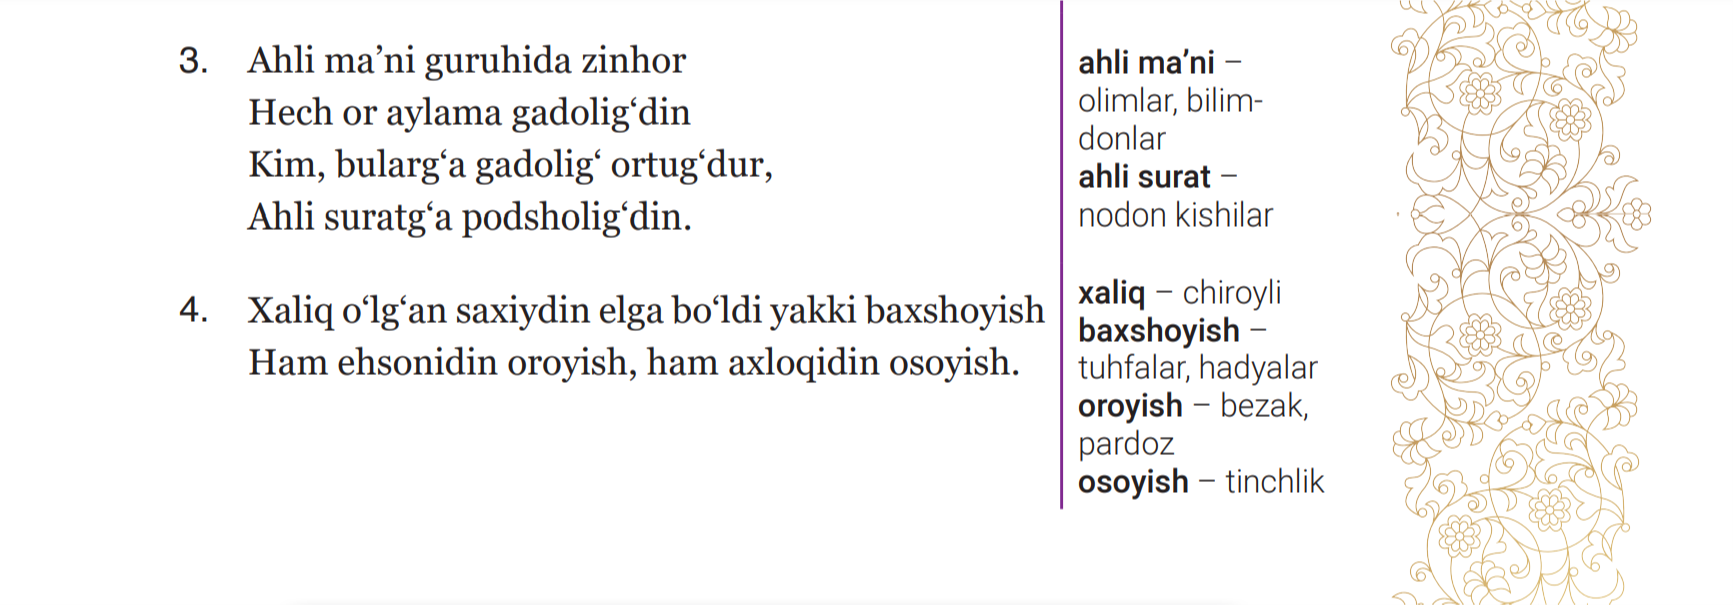 3. Ahli ma’ni guruhida zinhor
Hech or aylama gadolig‘din
Kim, bularg‘a gadolig‘ ortug‘dur,
Ahli suratg‘a podsholig‘din.
4. Xaliq o‘lg‘an saxiydin elga bo‘ldi yakki baxshoyish
Ham ehsonidin oroyish, ham axloqidin osoyish.
ahli ma’ni –
olimlar, bilim-
donlar
ahli surat –
nodon kishilar
xaliq – chiroyli
baxshoyish –
tuhfalar, hadyalar
oroyish – bezak,
pardoz
osoyish – tinchlik